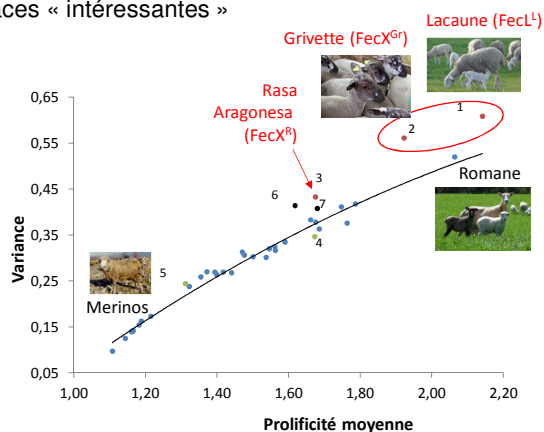 aces « intéressantes »
Lacaune (FecL^L)
Grivette (FecX^Gr)
Rasa
Aragonesa
(FecX^R)
0,65
0,55
0,45
0,35
0,25
0,15
0,05
Variance
1
2
3
6
7
4
5
Romane
Merinos
1,00 1,20 1,40 1,60 1,80 2,00 2,20
Prolificité moyenne